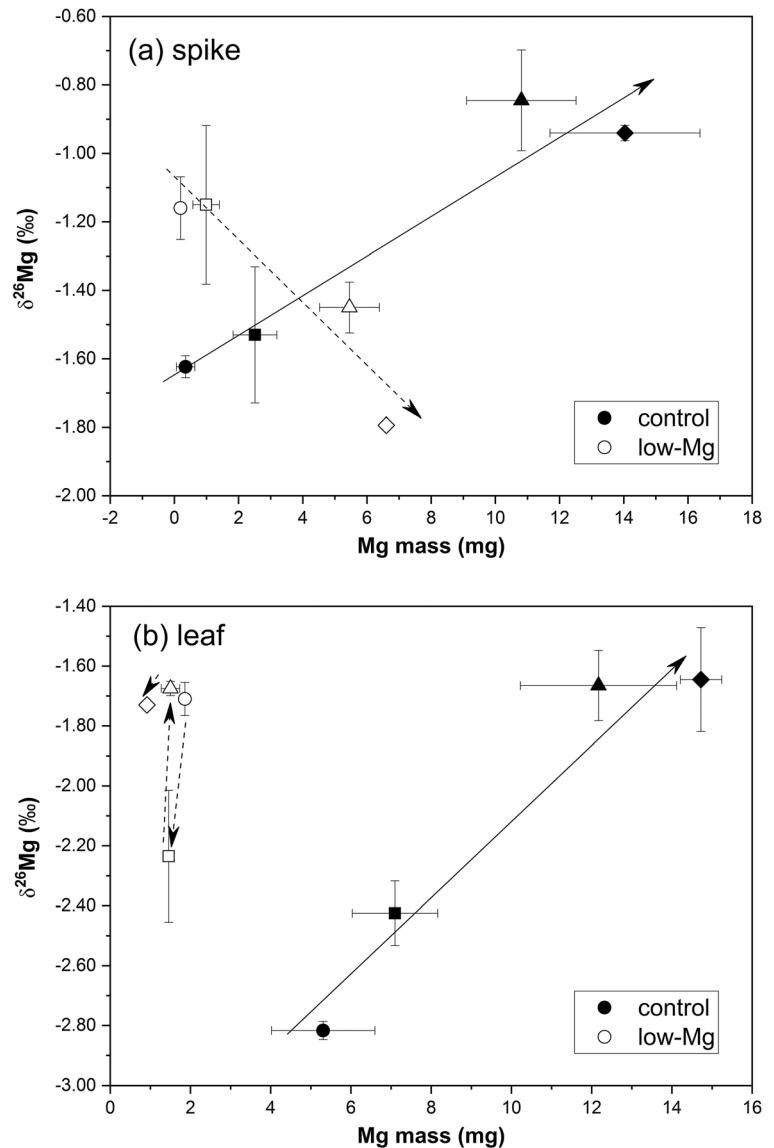 (a) spike
-0.60
-0.80
-1.00
-1.20
-1.40
-1.60
-1.80
-2.00
δ²⁶Mg (‰)
control
low-Mg
-2 0 2 4 6 8 10 12 14 16 18
Mg mass (mg)
(b) leaf
-1.40
-1.60
-1.80
-2.00
-2.20
-2.40
-2.60
-2.80
-3.00
δ²⁶Mg (‰)
control
low-Mg
0 2 4 6 8 10 12 14 16
Mg mass (mg)